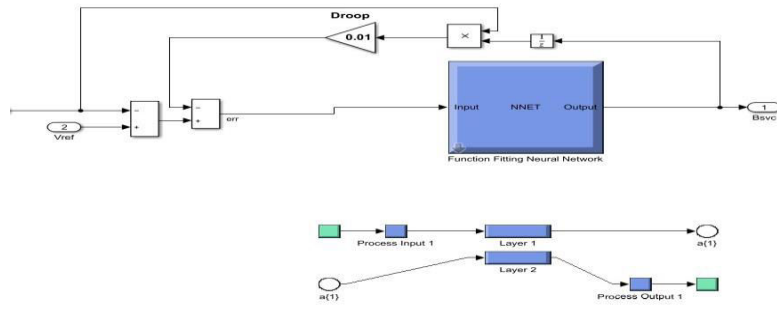 Droop
0.01
×
1
z
Input
NNET
Output
1
Bsvc
2
Vref
−
+
−
+
err
Function Fitting Neural Network
Process Input 1
Layer 1
a{1}
a{1}
Layer 2
Process Output 1